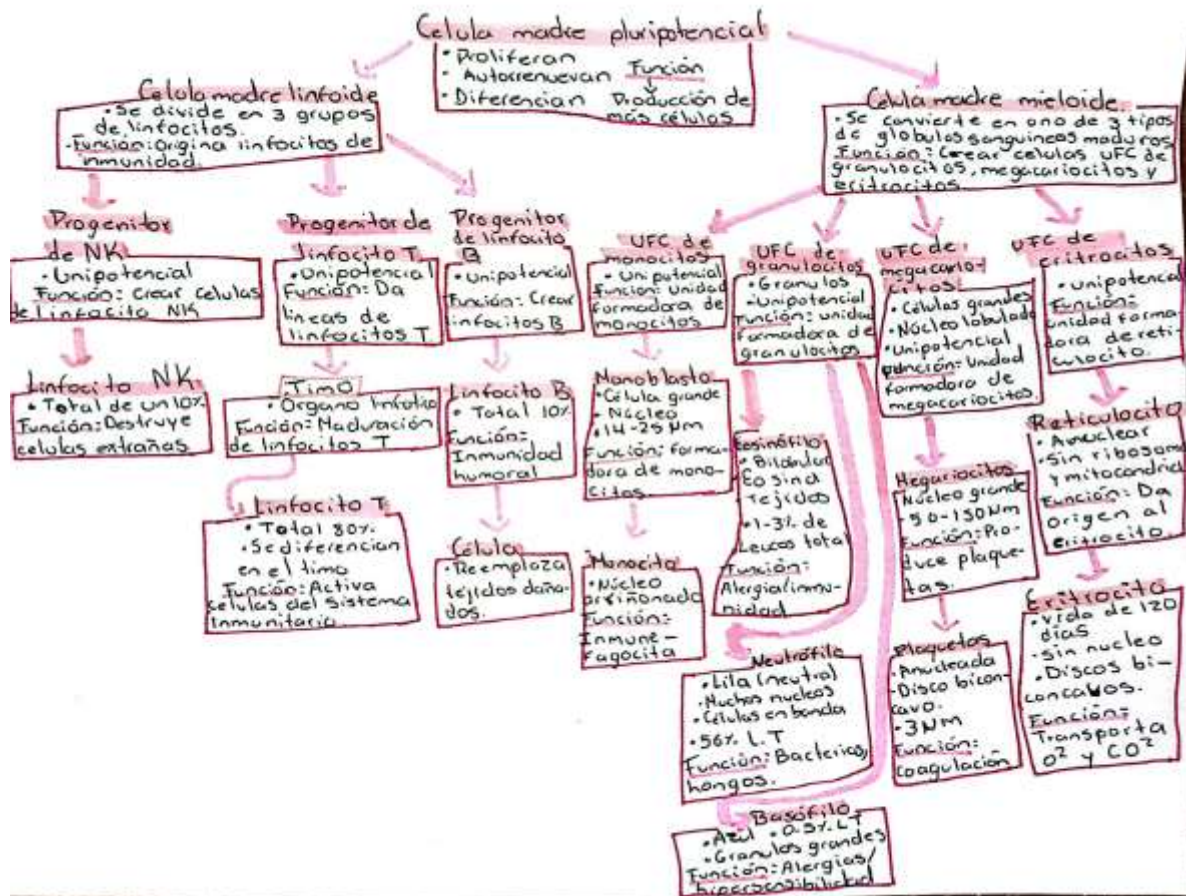 Celula madre pluripotencial
• Proliferan
• Autorrenuevan Función
• Diferencian Producción de
más células
Celula madre linfoide
• Se divide en 3 grupos
de linfocitos.
• Función: Origina linfocitos de
inmunidad.
Célula madre mieloide.
• Se convierte en uno de 3 tipos
de globulos sanguineos maduros
Función: Crear celulas UFC de
granulocitos, megacariocitos y
eritrocitos.
Progenitor
de NK
• Unipotencial
Función: Crear celulas
de linfocito NK
Linfocito NK
• Total de un 10%
Función: Destruye
celulas extrañas.
Progenitor de
linfocito T
• Unipotencial
Función: Da
lineas de
linfocitos T
Timo
• Organo linfatico
Función: Maduración
de linfocitos T
Linfocito T
• Total 80%
• Se diferencian
en el timo
Función: Activa
células del Sistema
Inmunitario.
Progenitor
de linfocito
B
• Unipotencial
Función: Crear
linfocitos B
Linfocito B
• Total 10%
Función:
Inmunidad
humoral
Célula
• Reemplaza
tejidos daña-
dos.
UFC de
monocitos
• Unipotencial
Función: Unidad
formadora de
monocitos
Monoblasto
• Célula grande
• Núcleo
• 14-25 Nm
Función: forma-
dora de mono-
citos.
Monocito
• Núcleo
arriñonado
Función:
Inmune-
Fagocita
UFC de
granulocitos
• Granulos
• Unipotencial
Función: unidad
formadora de
granulocitos
Eosinófilo
• Bilobular
Eosina
Tejidos
• 1-3% de
Leucos total
Función:
Alergia/inmu-
nidad
Neutrófilo
• Lila (neutro)
• Muchos nucleos
• Células en banda
• 56% L.T
Función: Bacterias,
hongos.
Basófilo
• Azul • 0.5% L.T
• Granulos grandes
Función: Alergias/
hipersensibilidad
UFC de
megacario-
citos
• Células grandes
• Núcleo lobulado
• Unipotencial
Función: Unidad
formadora de
megacariocitos
Megariocitos
• Núcleo grande
• 50-150 Nm
Función: Pro-
duce plaque-
tas.
Plaquetas
• Anucleada
• Disco bicon-
cavo.
• 3 Nm
Función:
coagulación
UFC de
eritrocitos
• Unipotencial
Función:
unidad forma-
dora de reti-
culocito.
Reticulocito
• Anuclear
• Sin ribosoma
y mitocondria
Función: Da
origen al
eritrocito.
Eritrocito
• Vida de 120
días
• Sin nucleo
• Discos bi-
concavos.
Función:
Transporta
O² y CO²